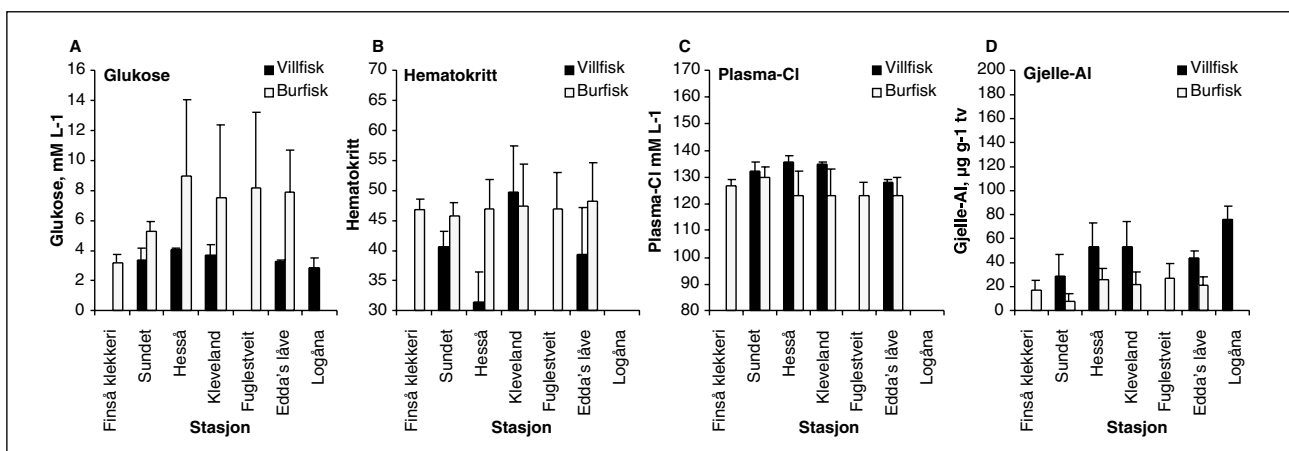 A
Glukose
Villfisk
Burfisk
16
14
12
10
8
6
4
2
0
Glukose, mM L-1
Finså klekkeri
Sundet
Hesså
Kleveland
Fuglestveit
Edda's låve
Logåna
Stasjon
B
Hematokritt
Villfisk
Burfisk
70
65
60
55
50
45
40
35
30
Hematokritt
Finså klekkeri
Sundet
Hesså
Kleveland
Fuglestveit
Edda's låve
Logåna
Stasjon
C
Plasma-Cl
Villfisk
Burfisk
170
160
150
140
130
120
110
100
90
80
Plasma-Cl mM L-1
Finså klekkeri
Sundet
Hesså
Kleveland
Fuglestveit
Edda's låve
Logåna
Stasjon
D
Gjelle-Al
Villfisk
Burfisk
200
180
160
140
120
100
80
60
40
20
0
Gjelle-Al, µg g-1 tv
Finså klekkeri
Sundet
Hesså
Kleveland
Fuglestveit
Edda's låve
Logåna
Stasjon